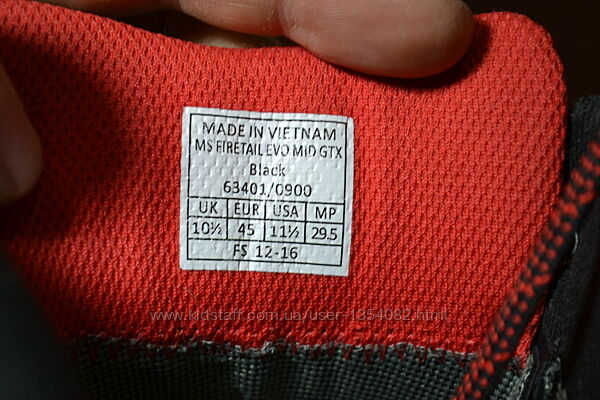 MADE IN VIETNAM
MS FIRETAIL EVO MID GTX
Black
63401/0900
UK EUR USA MP
10½ 45 11½ 29.5
FS 12-16
www.kidstaff.com.ua/user-1354082.html